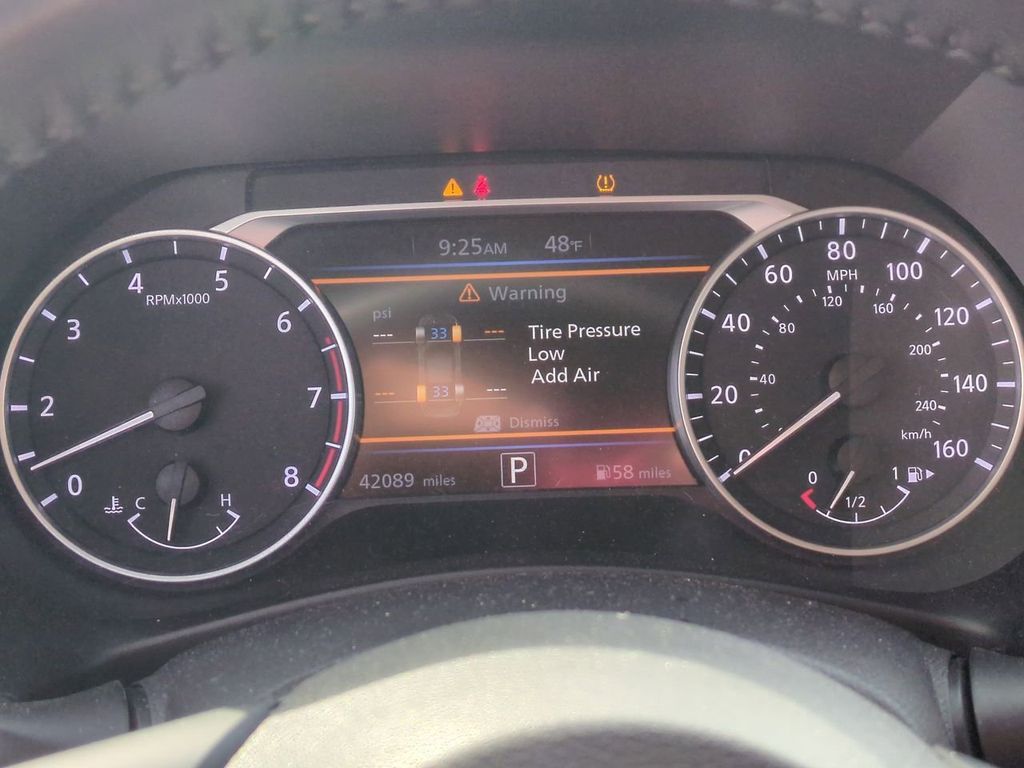 9:25AM 48°F
Warning
psi
--- 33 ---
Tire Pressure
Low
Add Air
--- 33 ---
Dismiss
42089 miles
P
58 miles
RPMx1000
0
2
3
4
5
6
7
8
C H
MPH
0
20
40
60
80
100
120
140
160
km/h
40
80
120
160
200
240
0 1/2 1